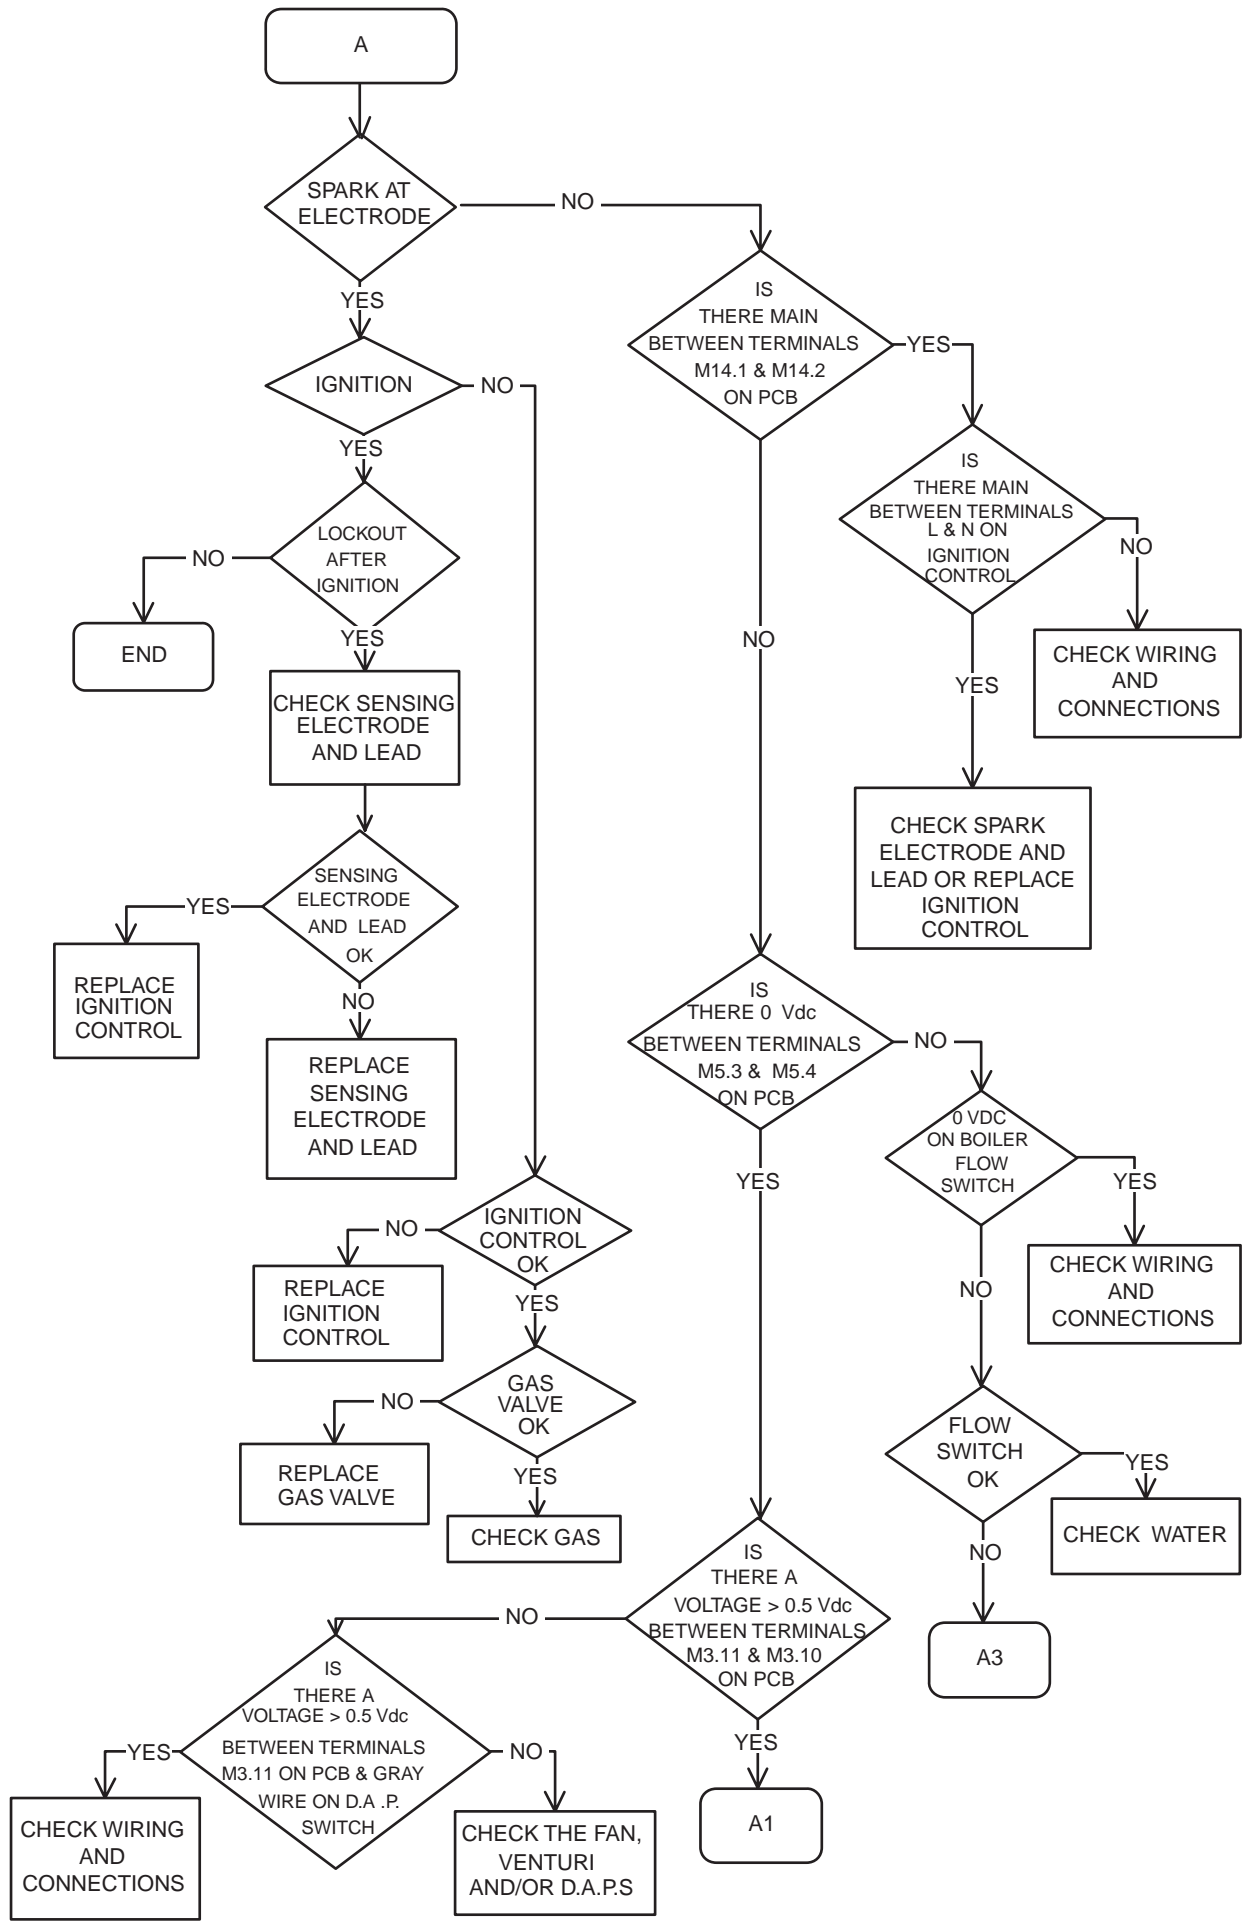 A
SPARK AT
ELECTRODE
NO
YES
IS
THERE MAIN
BETWEEN TERMINALS
M14.1 & M14.2
ON PCB
YES
IGNITION
NO
YES
IS
THERE MAIN
BETWEEN TERMINALS
L & N ON
IGNITION
CONTROL
NO
YES
LOCKOUT
AFTER
IGNITION
NO
YES
END
NO
CHECK WIRING
AND
CONNECTIONS
CHECK SENSING
ELECTRODE
AND LEAD
CHECK SPARK
ELECTRODE AND
LEAD OR REPLACE
IGNITION
CONTROL
SENSING
ELECTRODE
AND LEAD
OK
YES
NO
REPLACE
IGNITION
CONTROL
REPLACE
SENSING
ELECTRODE
AND LEAD
IS
THERE 0 Vdc
BETWEEN TERMINALS
M5.3 & M5.4
ON PCB
NO
YES
0 VDC
ON BOILER
FLOW
SWITCH
YES
NO
CHECK WIRING
AND
CONNECTIONS
IGNITION
CONTROL
OK
NO
YES
REPLACE
IGNITION
CONTROL
GAS
VALVE
OK
NO
YES
REPLACE
GAS VALVE
CHECK GAS
FLOW
SWITCH
OK
YES
NO
CHECK WATER
A3
IS
THERE A
VOLTAGE > 0.5 Vdc
BETWEEN TERMINALS
M3.11 & M3.10
ON PCB
NO
YES
A1
IS
THERE A
VOLTAGE > 0.5 Vdc
BETWEEN TERMINALS
M3.11 ON PCB & GRAY
WIRE ON D.A .P.
SWITCH
YES
NO
CHECK WIRING
AND
CONNECTIONS
CHECK THE FAN,
VENTURI
AND/OR D.A.P.S